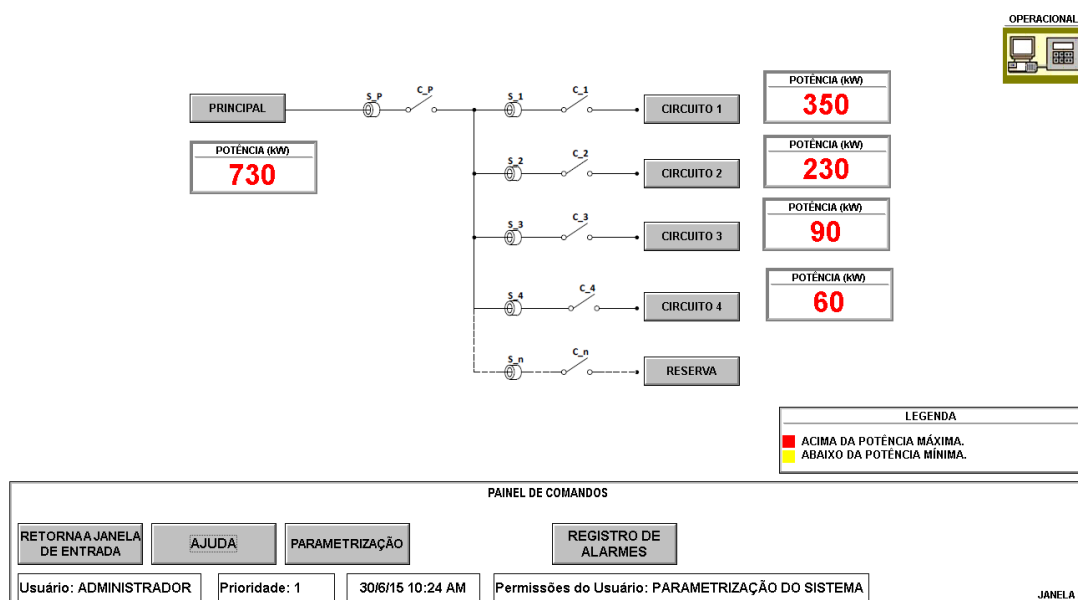 OPERACIONAL
PRINCIPAL
POTÊNCIA (kW)
730
S_P
C_P
S_1
C_1
CIRCUITO 1
POTÊNCIA (kW)
350
S_2
C_2
CIRCUITO 2
POTÊNCIA (kW)
230
S_3
C_3
CIRCUITO 3
POTÊNCIA (kW)
90
S_4
C_4
CIRCUITO 4
POTÊNCIA (kW)
60
S_n
C_n
RESERVA
LEGENDA
ACIMA DA POTÊNCIA MÁXIMA.
ABAIXO DA POTÊNCIA MÍNIMA.
PAINEL DE COMANDOS
RETORNA A JANELA
DE ENTRADA
AJUDA
PARAMETRIZAÇÃO
REGISTRO DE
ALARMES
Usuário: ADMINISTRADOR
Prioridade: 1
30/6/15 10:24 AM
Permissões do Usuário: PARAMETRIZAÇÃO DO SISTEMA
JANELA